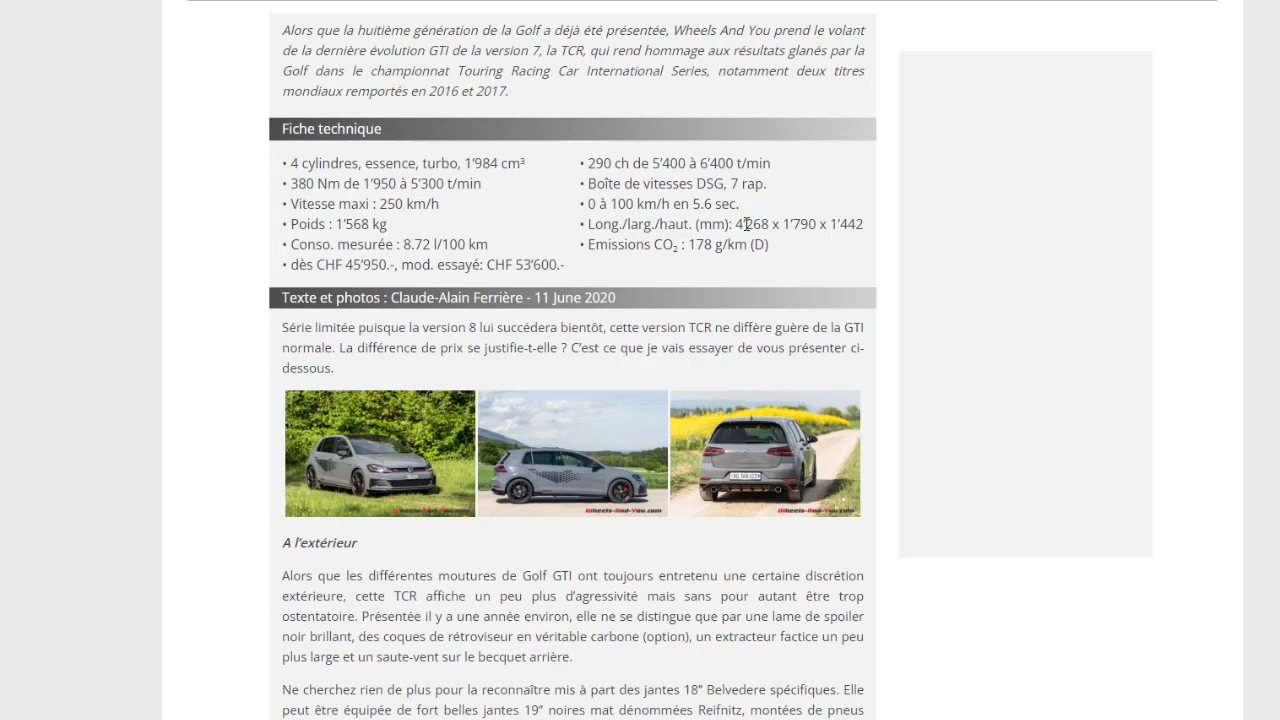 Alors que la huitième génération de la Golf a déjà été présentée, Wheels And You prend le volant
de la dernière évolution GTI de la version 7, la TCR, qui rend hommage aux résultats glanés par la
Golf dans le championnat Touring Racing Car International Series, notamment deux titres
mondiaux remportés en 2016 et 2017.
Fiche technique
• 4 cylindres, essence, turbo, 1’984 cm³
• 290 ch de 5’400 à 6’400 t/min
• 380 Nm de 1’950 à 5’300 t/min
• Boîte de vitesses DSG, 7 rap.
• Vitesse maxi : 250 km/h
• 0 à 100 km/h en 5.6 sec.
• Poids : 1’568 kg
• Long./larg./haut. (mm): 4’268 x 1’790 x 1’442
• Conso. mesurée : 8.72 l/100 km
• Emissions CO₂ : 178 g/km (D)
• dès CHF 45’950.-, mod. essayé: CHF 53’600.-
Texte et photos : Claude-Alain Ferrière - 11 June 2020
Série limitée puisque la version 8 lui succédera bientôt, cette version TCR ne diffère guère de la GTI
normale. La différence de prix se justifie-t-elle ? C’est ce que je vais essayer de vous présenter ci-
dessous.
Wheels-And-You.com
Wheels-And-You.com
Wheels-And-You.com
A l’extérieur
Alors que les différentes moutures de Golf GTI ont toujours entretenu une certaine discrétion
extérieure, cette TCR affiche un peu plus d’agressivité mais sans pour autant être trop
ostentatoire. Présentée il y a une année environ, elle ne se distingue que par une lame de spoiler
noir brillant, des coques de rétroviseur en véritable carbone (option), un extracteur factice un peu
plus large et un saute-vent sur le becquet arrière.
Ne cherchez rien de plus pour la reconnaître mis à part des jantes 18” Belvedere spécifiques. Elle
peut être équipée de fort belles jantes 19” noires mat dénommées Reifnitz, montées de pneus